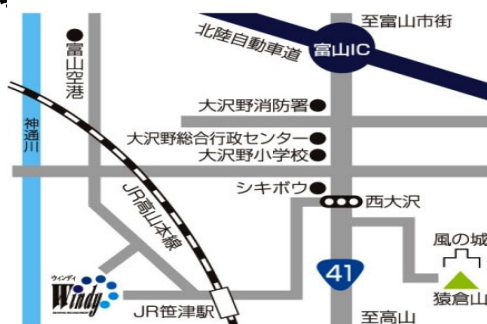 至富山市街
北陸自動車道
富山IC
富山空港
大沢野消防署
神通川
大沢野総合行政センター
大沢野小学校
シキボウ
西大沢
JR高山本線
風の城
ウィンディ
Windy
41
猿倉山
JR笹津駅
至高山